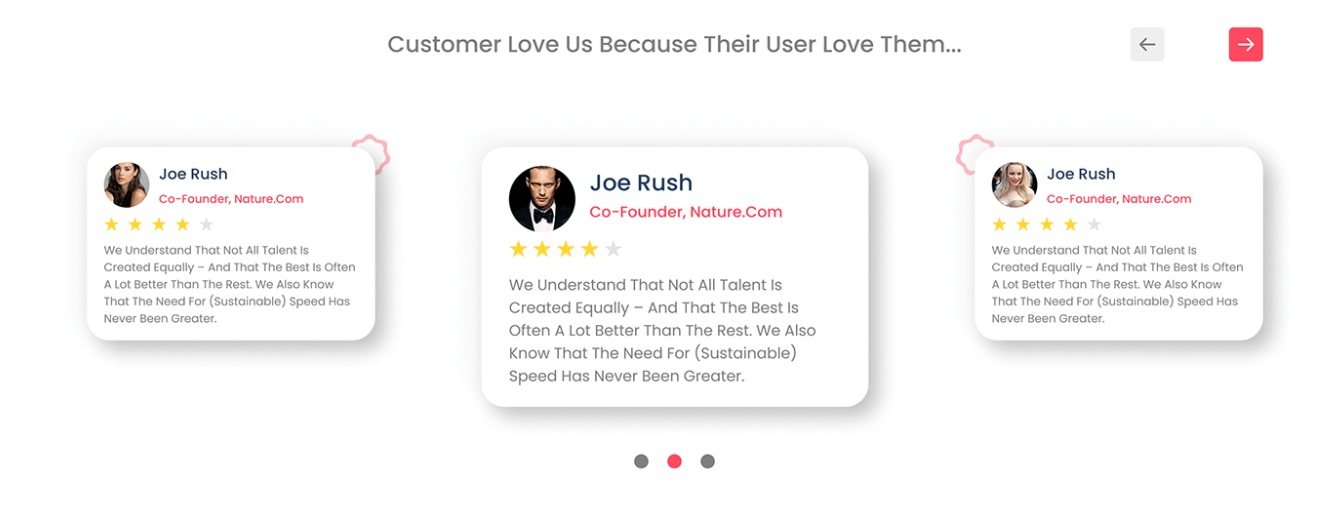 Customer Love Us Because Their User Love Them...
Joe Rush
Co-Founder, Nature.Com
We Understand That Not All Talent Is
Created Equally – And That The Best Is Often
A Lot Better Than The Rest. We Also Know
That The Need For (Sustainable) Speed Has
Never Been Greater.
Joe Rush
Co-Founder, Nature.Com
We Understand That Not All Talent Is
Created Equally – And That The Best Is
Often A Lot Better Than The Rest. We Also
Know That The Need For (Sustainable)
Speed Has Never Been Greater.
Joe Rush
Co-Founder, Nature.Com
We Understand That Not All Talent Is
Created Equally – And That The Best Is Often
A Lot Better Than The Rest. We Also Know
That The Need For (Sustainable) Speed Has
Never Been Greater.